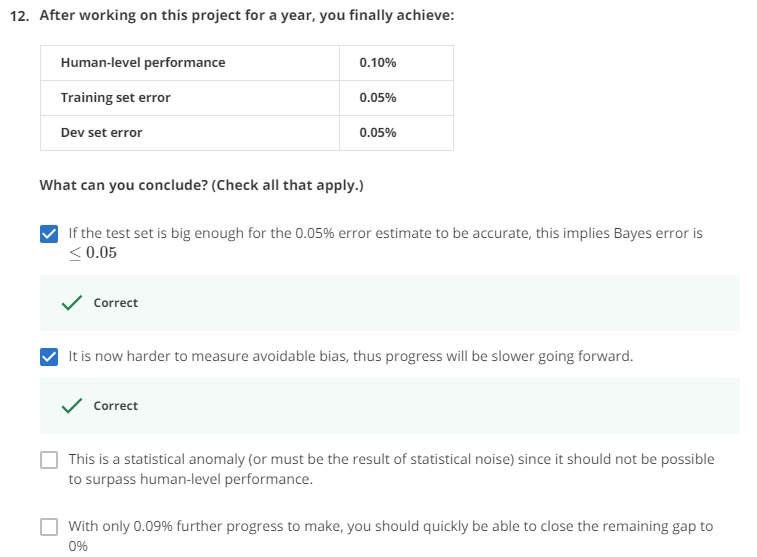 12. After working on this project for a year, you finally achieve:
Human-level performance 0.10%
Training set error 0.05%
Dev set error 0.05%
What can you conclude? (Check all that apply.)
If the test set is big enough for the 0.05% error estimate to be accurate, this implies Bayes error is
≤ 0.05
Correct
It is now harder to measure avoidable bias, thus progress will be slower going forward.
Correct
This is a statistical anomaly (or must be the result of statistical noise) since it should not be possible
to surpass human-level performance.
With only 0.09% further progress to make, you should quickly be able to close the remaining gap to
0%